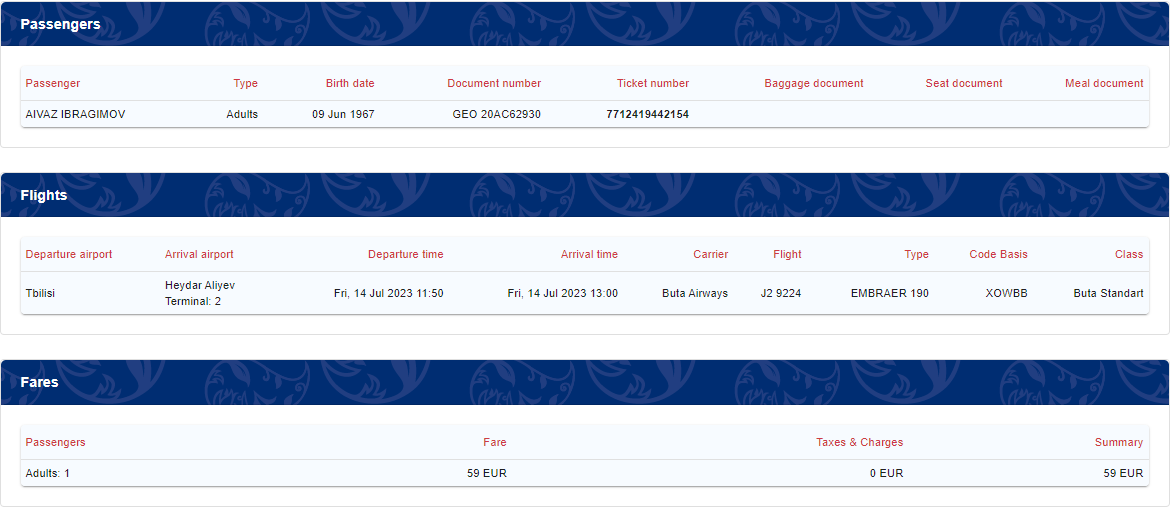 Passengers
Passenger Type Birth date Document number Ticket number Baggage document Seat document Meal document
AIVAZ IBRAGIMOV Adults 09 Jun 1967 GEO 20AC62930 7712419442154
Flights
Departure airport Arrival airport Departure time Arrival time Carrier Flight Type Code Basis Class
Tbilisi Heydar Aliyev Fri, 14 Jul 2023 11:50 Fri, 14 Jul 2023 13:00 Buta Airways J2 9224 EMBRAER 190 XOWBB Buta Standart
Terminal: 2
Fares
Passengers Fare Taxes & Charges Summary
Adults: 1 59 EUR 0 EUR 59 EUR